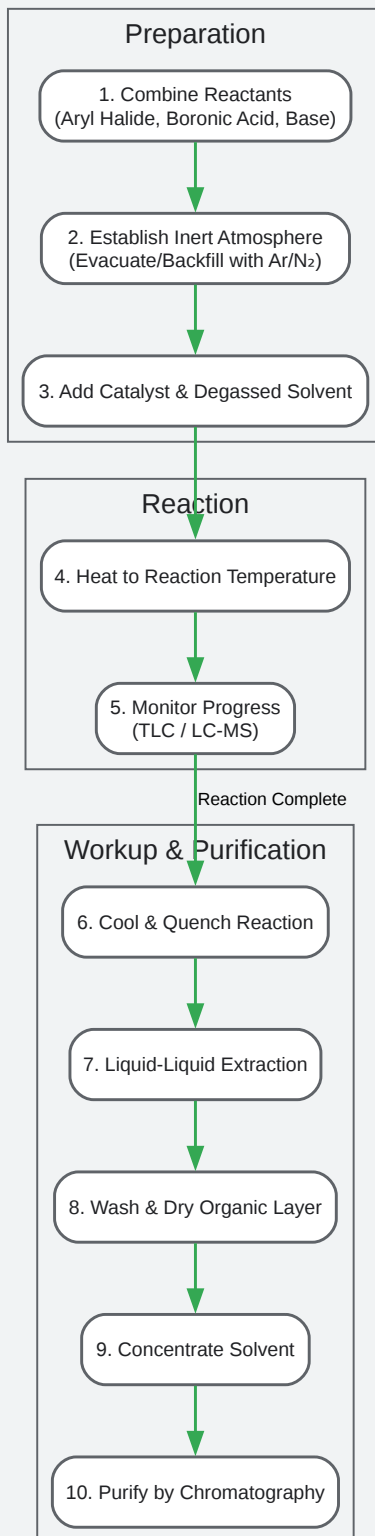 Preparation
1. Combine Reactants
(Aryl Halide, Boronic Acid, Base)
2. Establish Inert Atmosphere
(Evacuate/Backfill with Ar/N₂)
3. Add Catalyst & Degassed Solvent
Reaction
4. Heat to Reaction Temperature
5. Monitor Progress
(TLC / LC-MS)
Reaction Complete
Workup & Purification
6. Cool & Quench Reaction
7. Liquid-Liquid Extraction
8. Wash & Dry Organic Layer
9. Concentrate Solvent
10. Purify by Chromatography